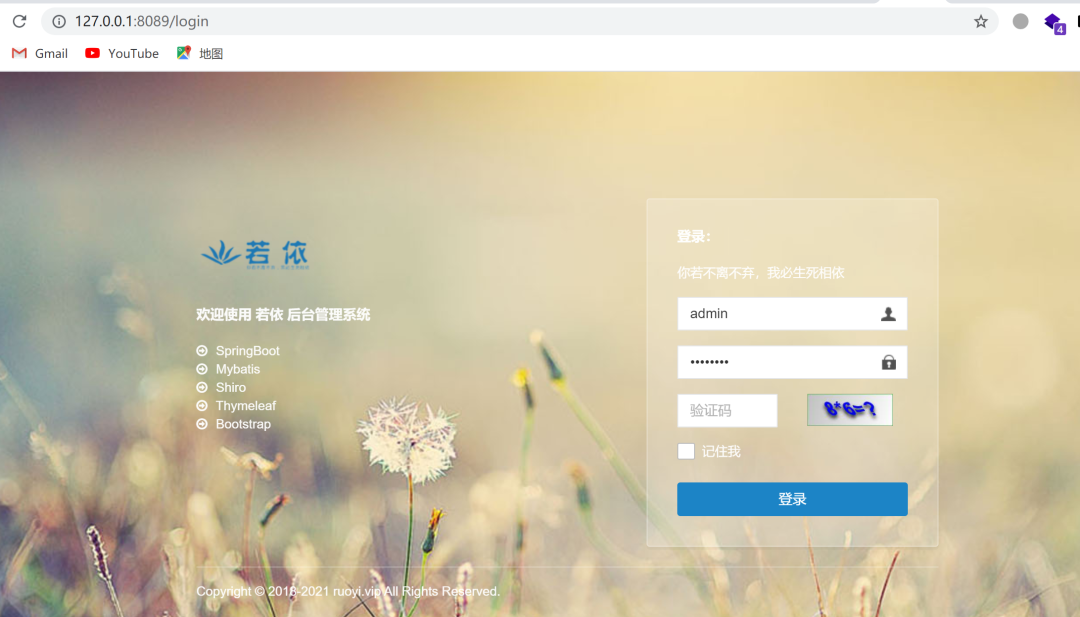 127.0.0.1:8089/login
4
Gmail YouTube 地图
若依
欢迎使用 若依 后台管理系统
SpringBoot
Mybatis
Shiro
Thymeleaf
Bootstrap
登录：
你若不离不弃，我必生死相依
admin
••••••••
验证码 8*6=?
记住我
登录
Copyright © 2018-2021 ruoyi.vip All Rights Reserved.